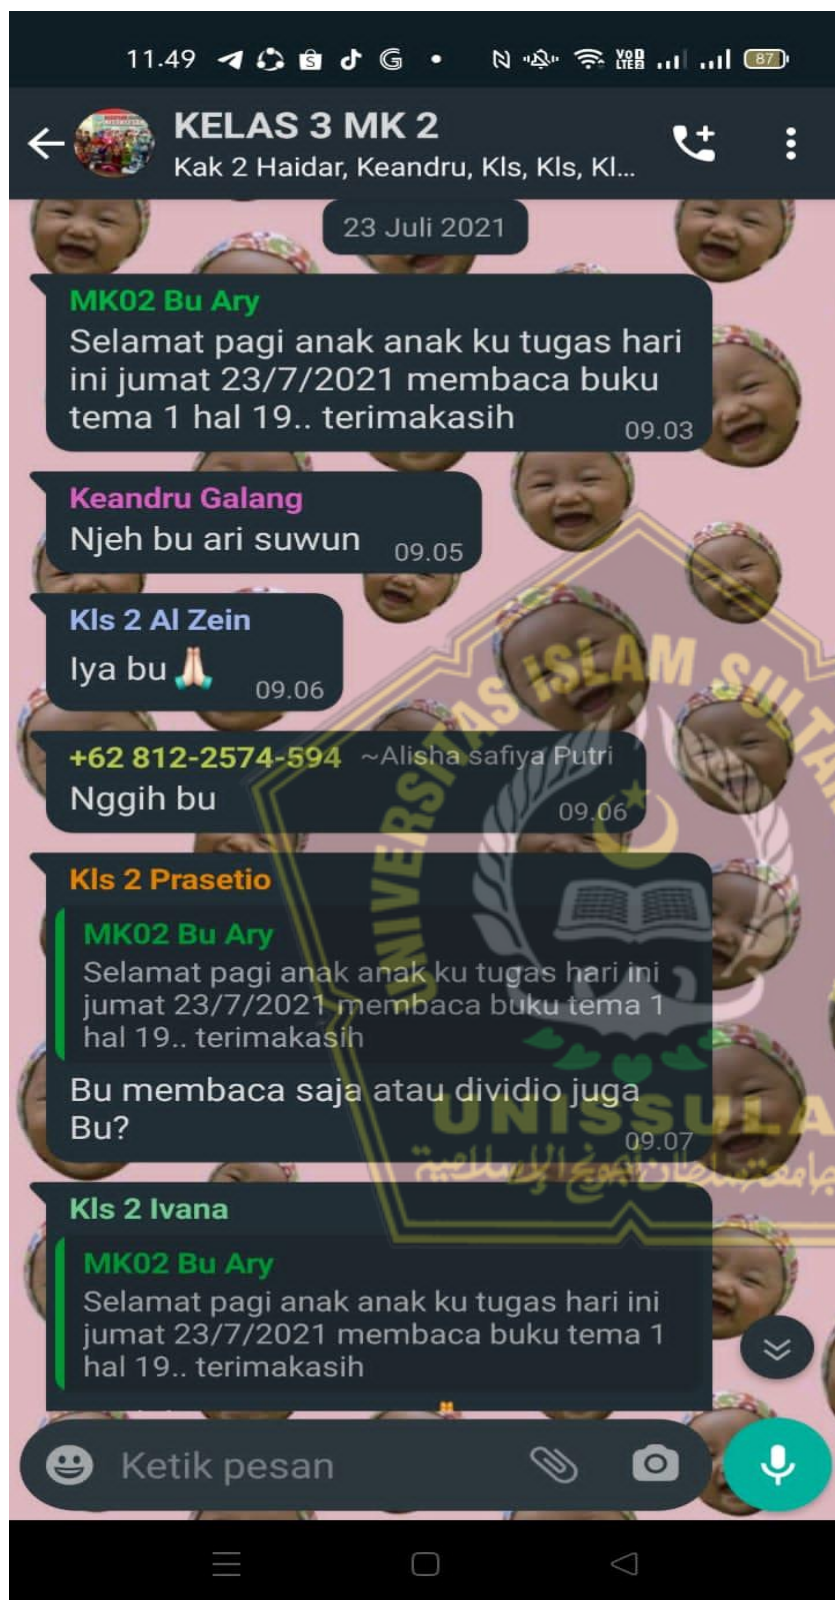 11.49
87
KELAS 3 MK 2
Kak 2 Haidar, Keandru, Kls, Kls, Kl...
23 Juli 2021
MK02 Bu Ary
Selamat pagi anak anak ku tugas hari
ini jumat 23/7/2021 membaca buku
tema 1 hal 19.. terimakasih
09.03
Keandru Galang
Njeh bu ari suwun
09.05
Kls 2 Al Zein
Iya bu🙏🏻
09.06
+62 812-2574-594 ~Alisha safiya Putri
Nggih bu
09.06
Kls 2 Prasetio
MK02 Bu Ary
Selamat pagi anak anak ku tugas hari ini
jumat 23/7/2021 membaca buku tema 1
hal 19.. terimakasih
Bu membaca saja atau dividio juga
Bu?
09.07
Kls 2 Ivana
MK02 Bu Ary
Selamat pagi anak anak ku tugas hari ini
jumat 23/7/2021 membaca buku tema 1
hal 19.. terimakasih
Ketik pesan
UNIVERSITAS ISLAM SULTAN
UNISSULA
جامعة سلطان أجونج الإسلامية